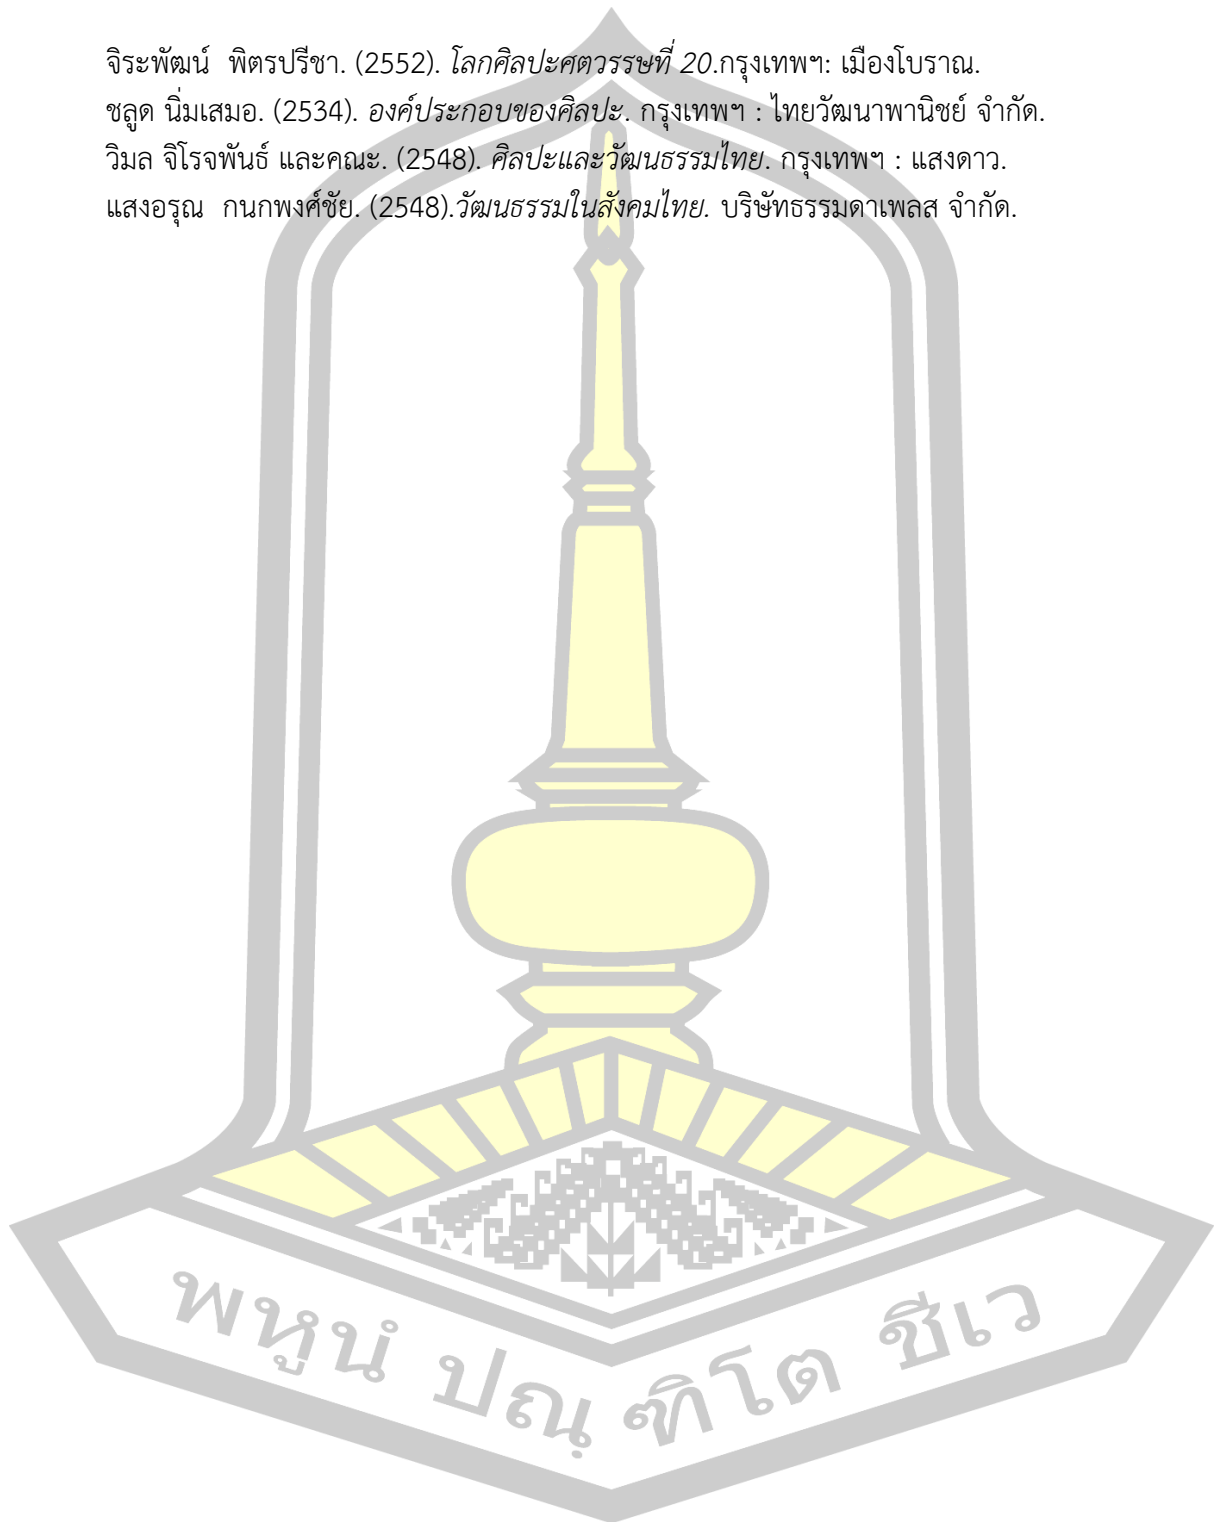 จิระพัฒน์  พิตรปรีชา. (2552). โลกศิลปะศตวรรษที่ 20.กรุงเทพฯ: เมืองโบราณ.
ชลูด นิ่มเสมอ. (2534). องค์ประกอบของศิลปะ. กรุงเทพฯ : ไทยวัฒนาพานิชย์ จำกัด.
วิมล จิโรจพันธ์ และคณะ. (2548). ศิลปะและวัฒนธรรมไทย. กรุงเทพฯ : แสงดาว.
แสงอรุณ  กนกพงศ์ชัย. (2548).วัฒนธรรมในสังคมไทย. บริษัทธรรมดาเพลส จำกัด.
พหูนํ ปณฺฑิโต ชีเว